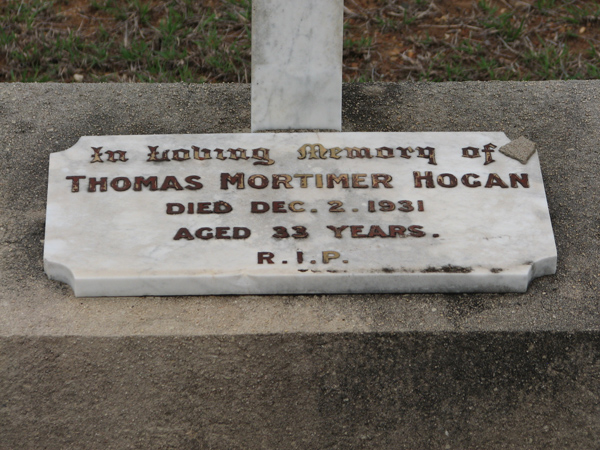 In Loving Memory of
THOMAS MORTIMER HOGAN
DIED DEC. 2. 1931
AGED 33 YEARS.
R.I.P.